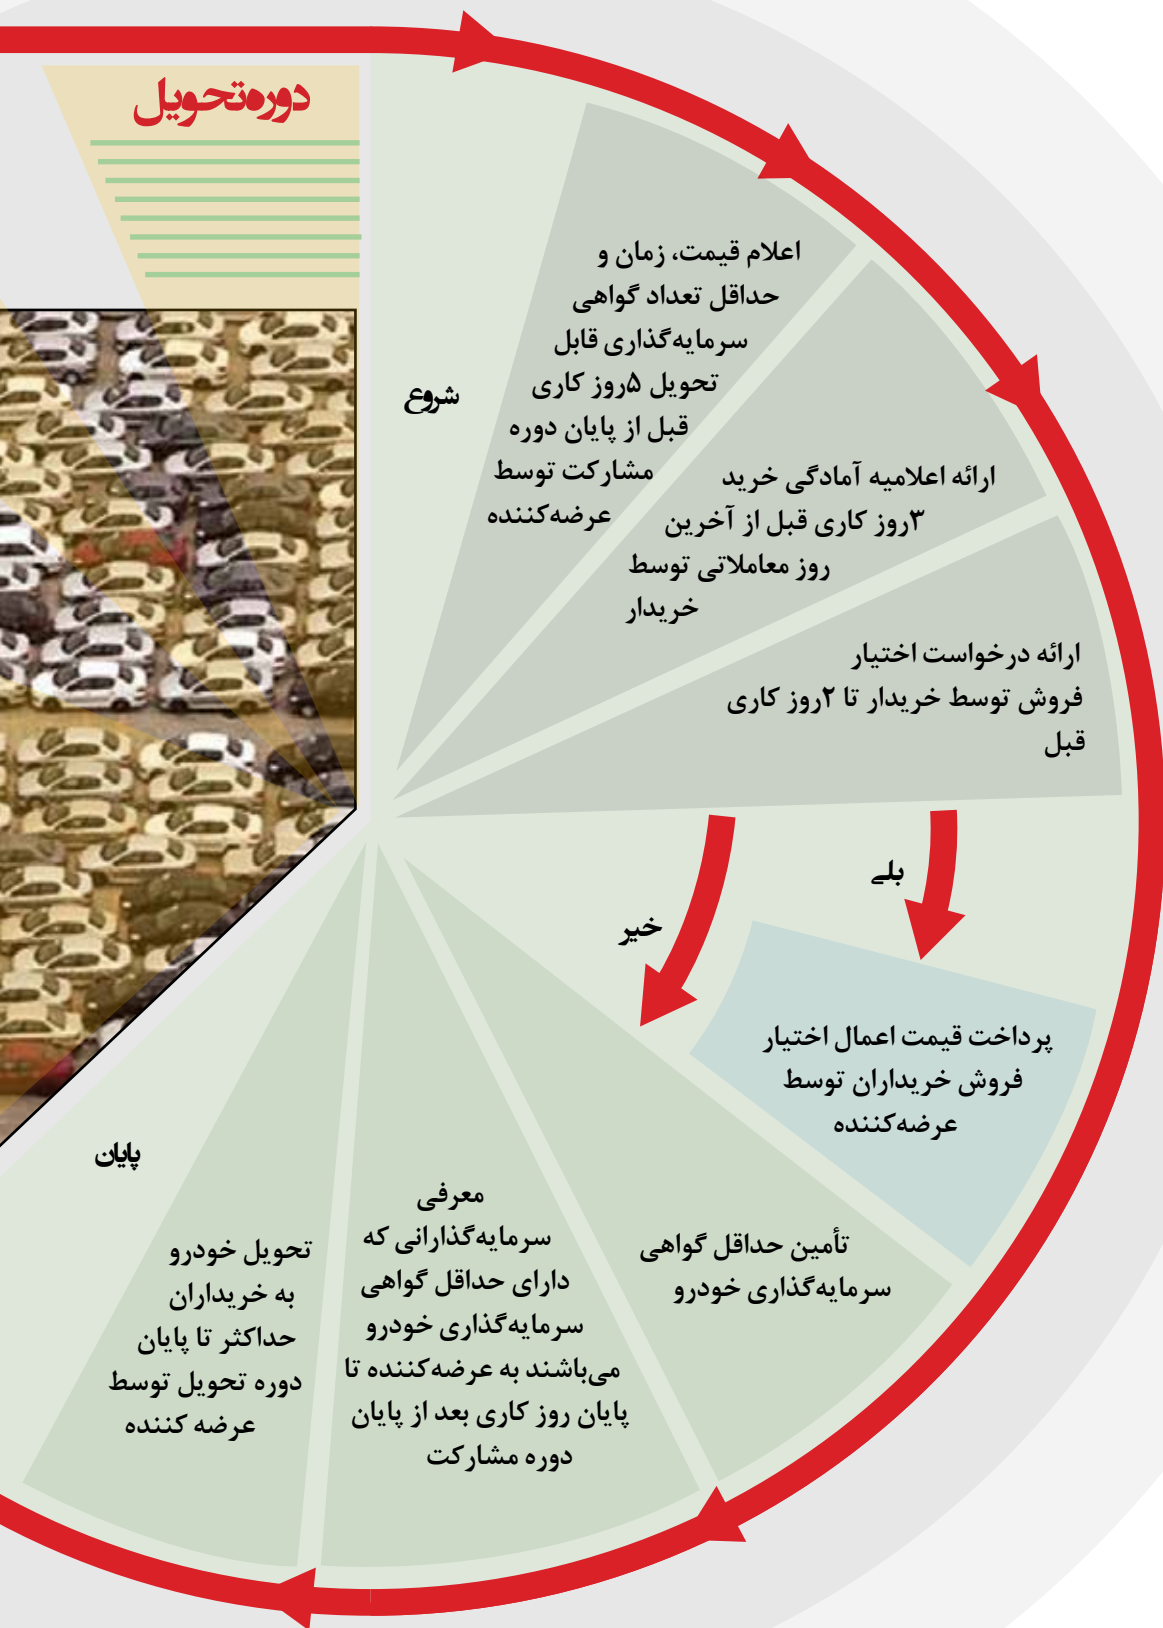 دوره‌تحویل
شروع
اعلام قیمت، زمان و
حداقل تعداد گواهی
سرمایه‌گذاری قابل
تحویل ۵روز کاری
قبل از پایان دوره
مشارکت توسط
عرضه‌کننده
ارائه اعلامیه آمادگی خرید
۳روز کاری قبل از آخرین
روز معاملاتی توسط
خریدار
ارائه درخواست اختیار
فروش توسط خریدار تا ۲روز کاری
قبل
بلی
خیر
پرداخت قیمت اعمال اختیار
فروش خریداران توسط
عرضه‌کننده
تأمین حداقل گواهی
سرمایه‌گذاری خودرو
معرفی
سرمایه‌گذارانی که
دارای حداقل گواهی
سرمایه‌گذاری خودرو
می‌باشند به عرضه‌کننده تا
پایان روز کاری بعد از پایان
دوره مشارکت
تحویل خودرو
به خریداران
حداکثر تا پایان
دوره تحویل توسط
عرضه کننده
پایان